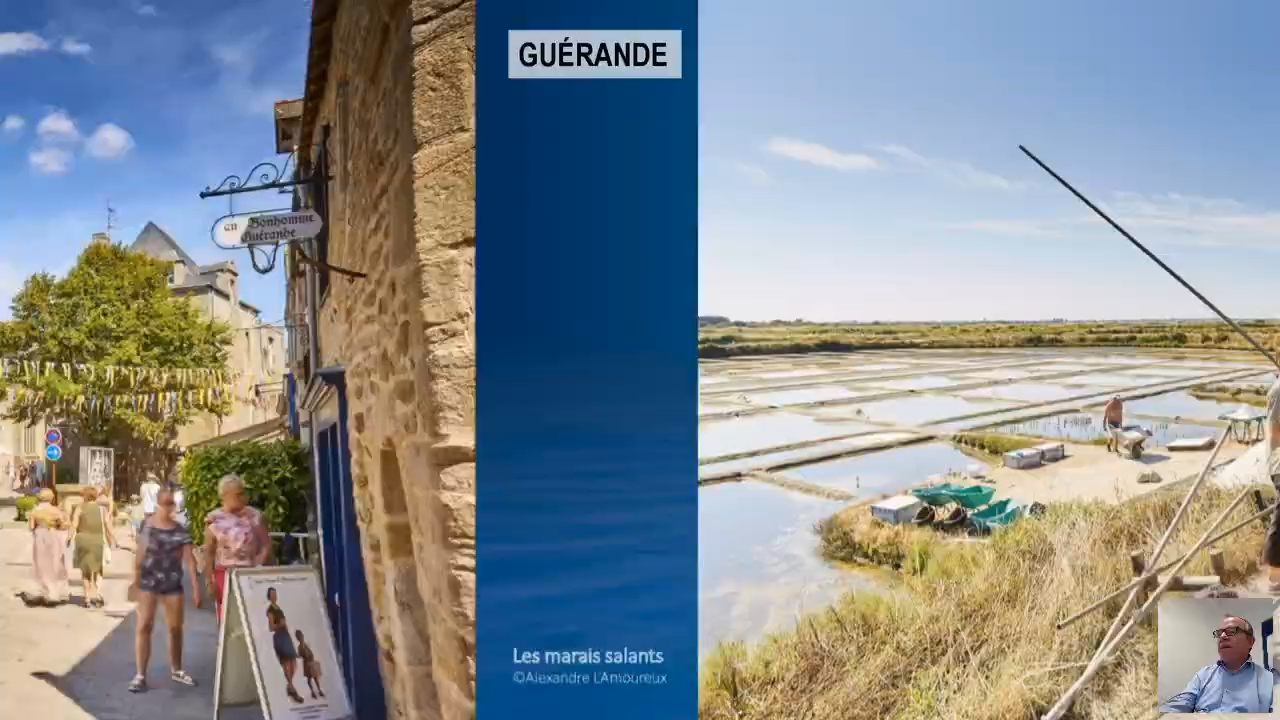 GUÉRANDE
au Bonhomme
Guérande
Les marais salants
©Alexandre L'Amoureux